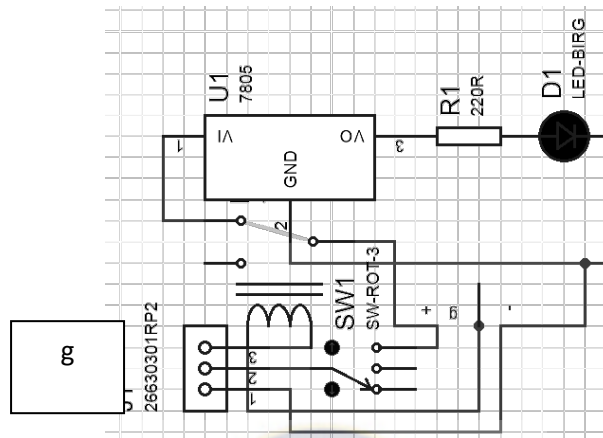 U1
7805
VI
VO
GND
1
2
3
R1
220R
D1
LED-BIRG
SW1
SW-ROT-3
+
g
-
3
2
1
J1
26630301RP2
g